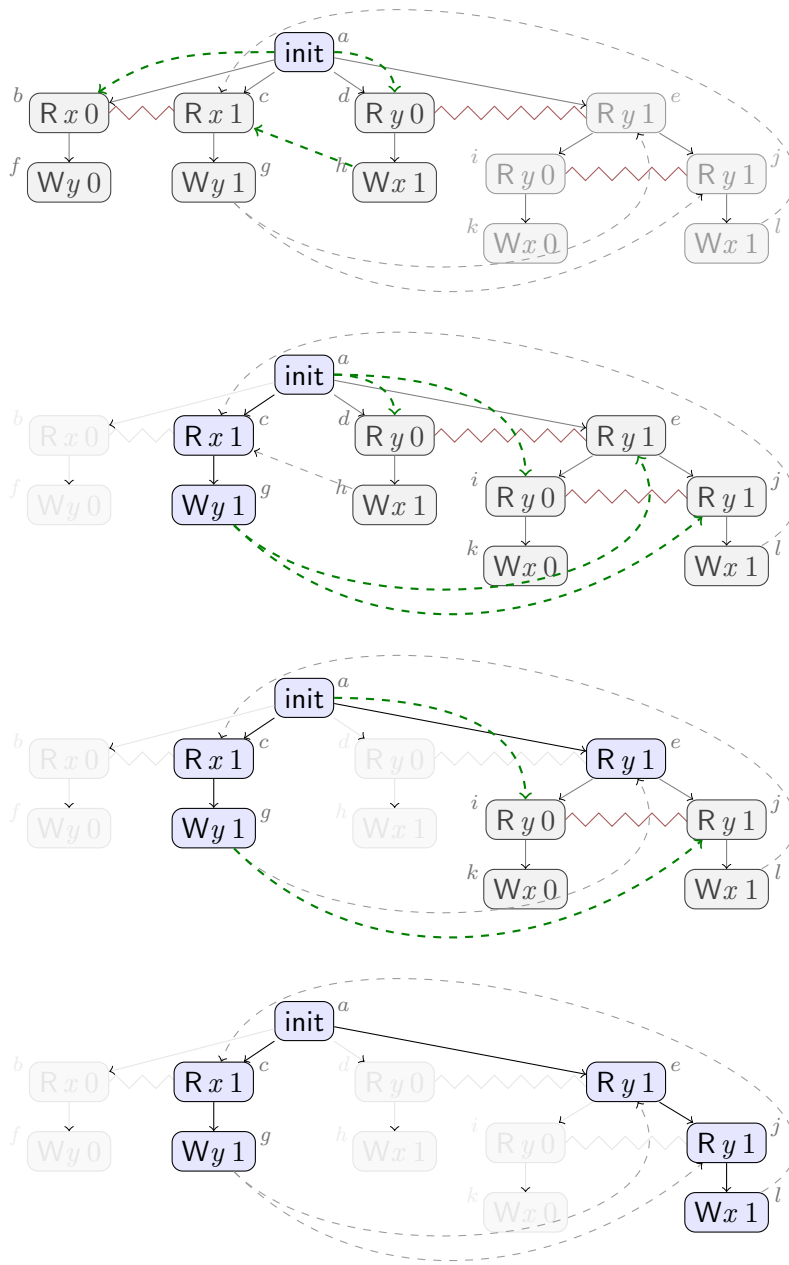 a
init
b c d e
R x 0 R x 1 R y 0 R y 1
f g h i j
W y 0 W y 1 W x 1 R y 0 R y 1
k l
W x 0 W x 1
a
init
b c d e
R x 0 R x 1 R y 0 R y 1
f g h i j
W y 0 W y 1 W x 1 R y 0 R y 1
k l
W x 0 W x 1
a
init
b c d e
R x 0 R x 1 R y 0 R y 1
f g h i j
W y 0 W y 1 W x 1 R y 0 R y 1
k l
W x 0 W x 1
a
init
b c d e
R x 0 R x 1 R y 0 R y 1
f g h i j
W y 0 W y 1 W x 1 R y 0 R y 1
k l
W x 0 W x 1